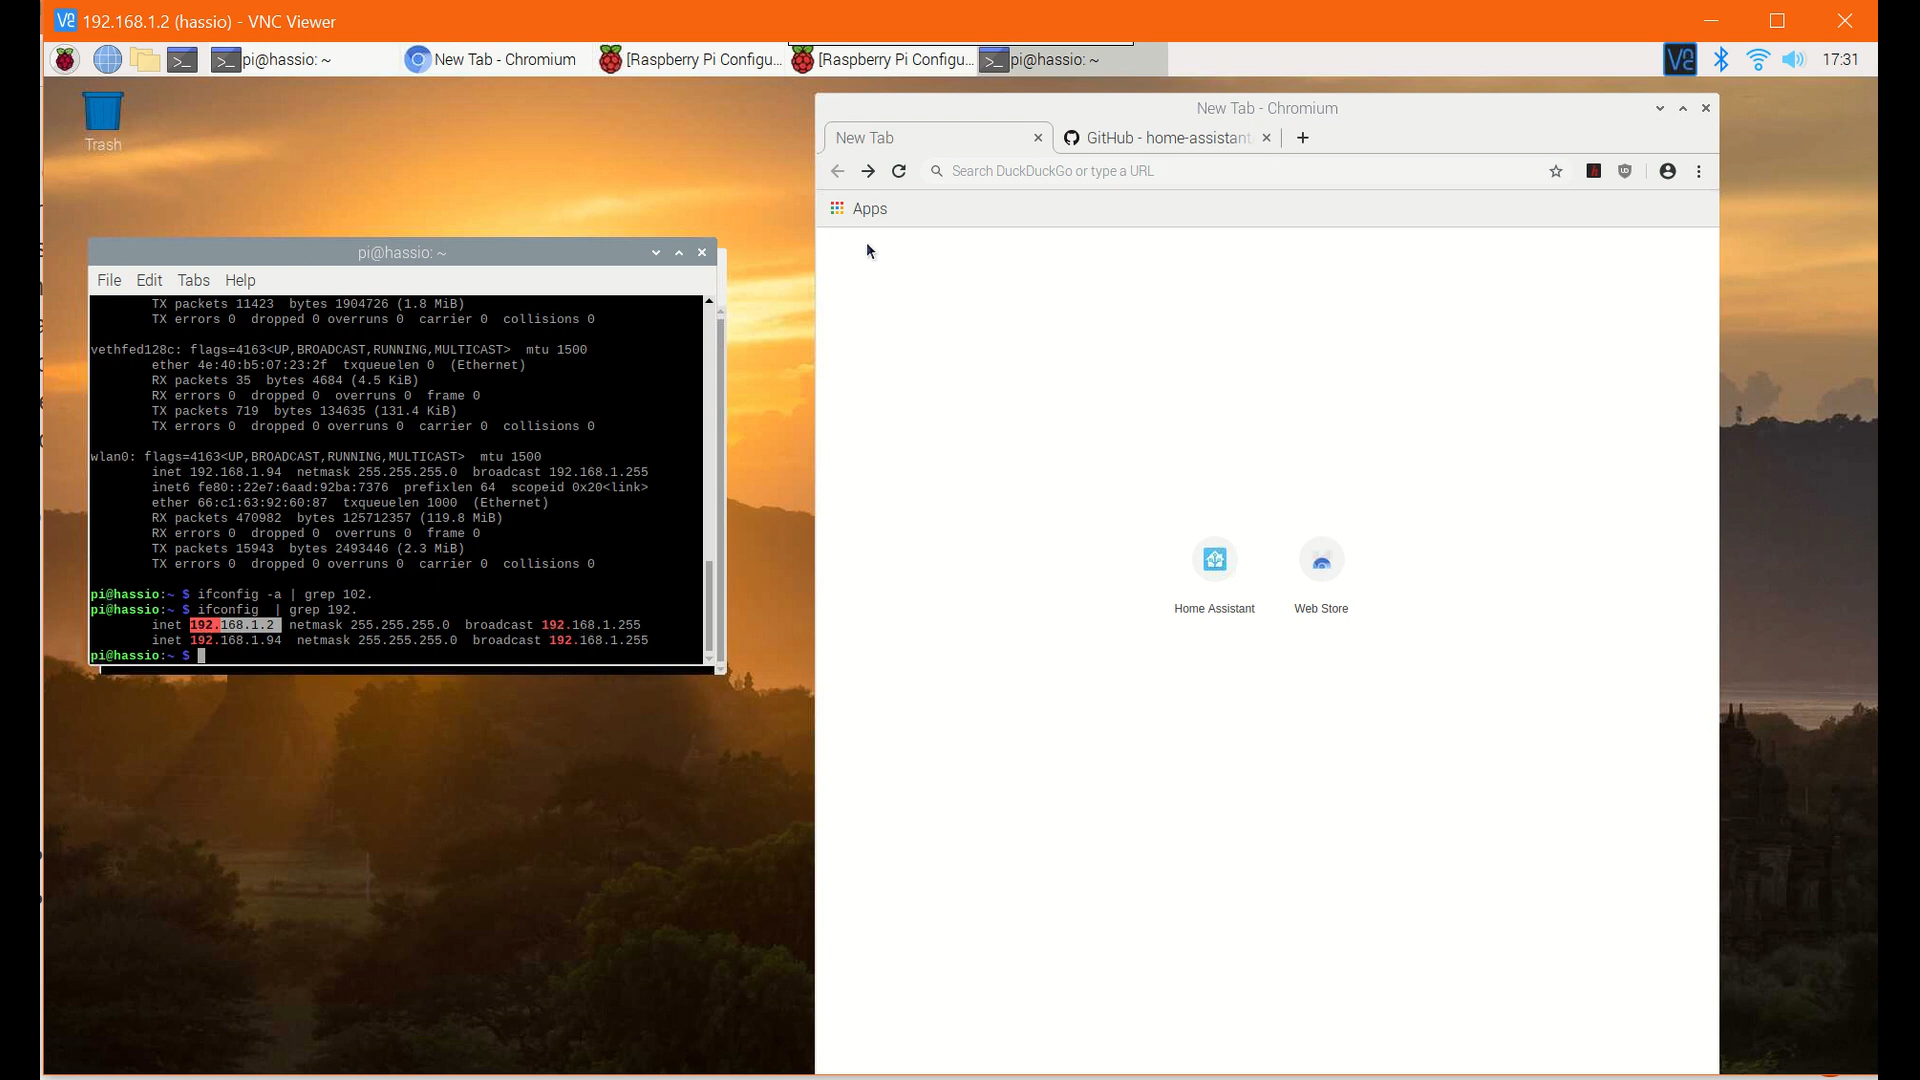 192.168.1.2 (hassio) - VNC Viewer
pi@hassio: ~
New Tab - Chromium
[Raspberry Pi Configu...
[Raspberry Pi Configu...
pi@hassio: ~
17:31
Trash
New Tab - Chromium
New Tab
GitHub - home-assistant
Search DuckDuckGo or type a URL
Apps
Home Assistant
Web Store
pi@hassio: ~
File Edit Tabs Help
TX packets 11423 bytes 1904726 (1.8 MiB)
TX errors 0 dropped 0 overruns 0 carrier 0 collisions 0
vethfed128c: flags=4163<UP,BROADCAST,RUNNING,MULTICAST> mtu 1500
ether 4e:40:b5:07:23:2f txqueuelen 0 (Ethernet)
RX packets 35 bytes 4684 (4.5 KiB)
RX errors 0 dropped 0 overruns 0 frame 0
TX packets 719 bytes 134635 (131.4 KiB)
TX errors 0 dropped 0 overruns 0 carrier 0 collisions 0
wlan0: flags=4163<UP,BROADCAST,RUNNING,MULTICAST> mtu 1500
inet 192.168.1.94 netmask 255.255.255.0 broadcast 192.168.1.255
inet6 fe80::22e7:6aad:92ba:7376 prefixlen 64 scopeid 0x20<link>
ether 66:c1:63:92:60:87 txqueuelen 1000 (Ethernet)
RX packets 470982 bytes 125712357 (119.8 MiB)
RX errors 0 dropped 0 overruns 0 frame 0
TX packets 15943 bytes 2493446 (2.3 MiB)
TX errors 0 dropped 0 overruns 0 carrier 0 collisions 0
pi@hassio:~ $ ifconfig -a | grep 102.
pi@hassio:~ $ ifconfig | grep 192.
inet 192.168.1.2 netmask 255.255.255.0 broadcast 192.168.1.255
inet 192.168.1.94 netmask 255.255.255.0 broadcast 192.168.1.255
pi@hassio:~ $